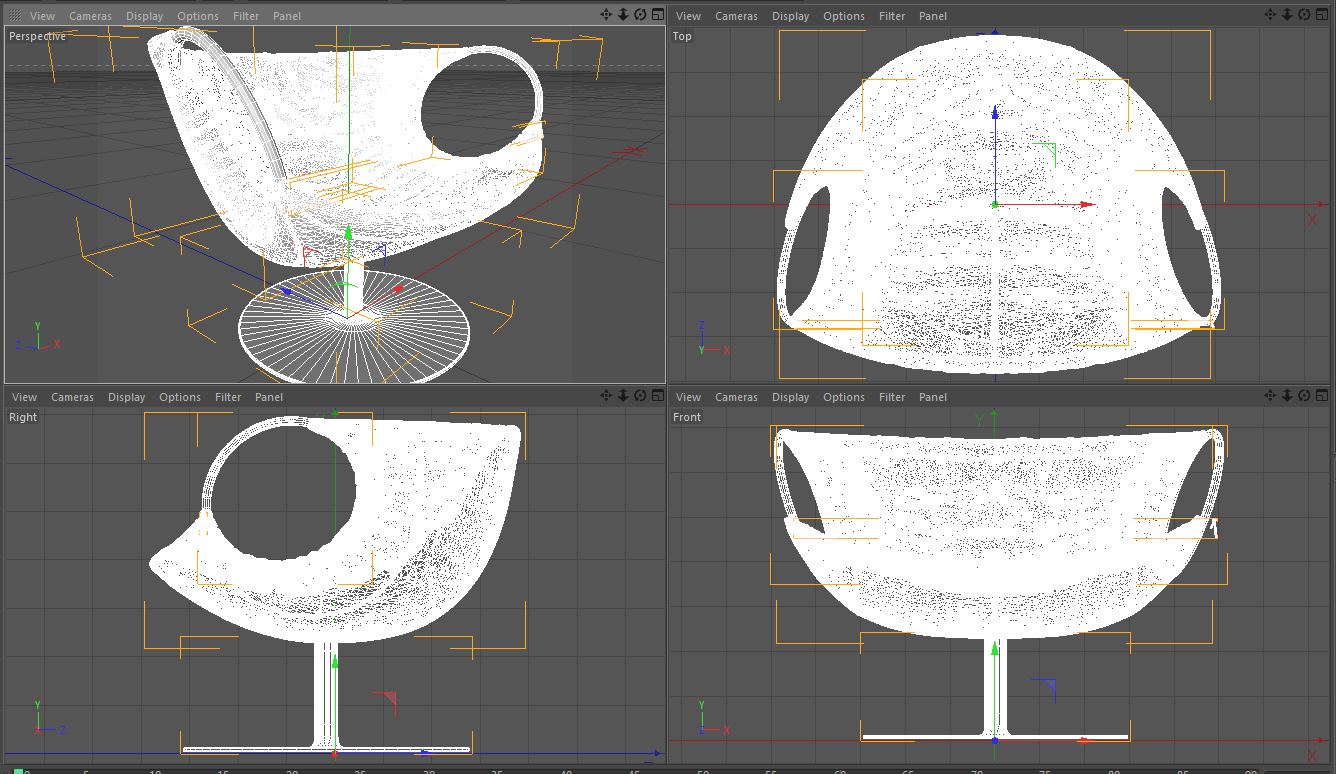 View Cameras Display Options Filter Panel
Perspective
Y
Z X
View Cameras Display Options Filter Panel
Top
X
Z
Y X
View Cameras Display Options Filter Panel
Right
Y
X Z
View Cameras Display Options Filter Panel
Front
Y
Y
X
X